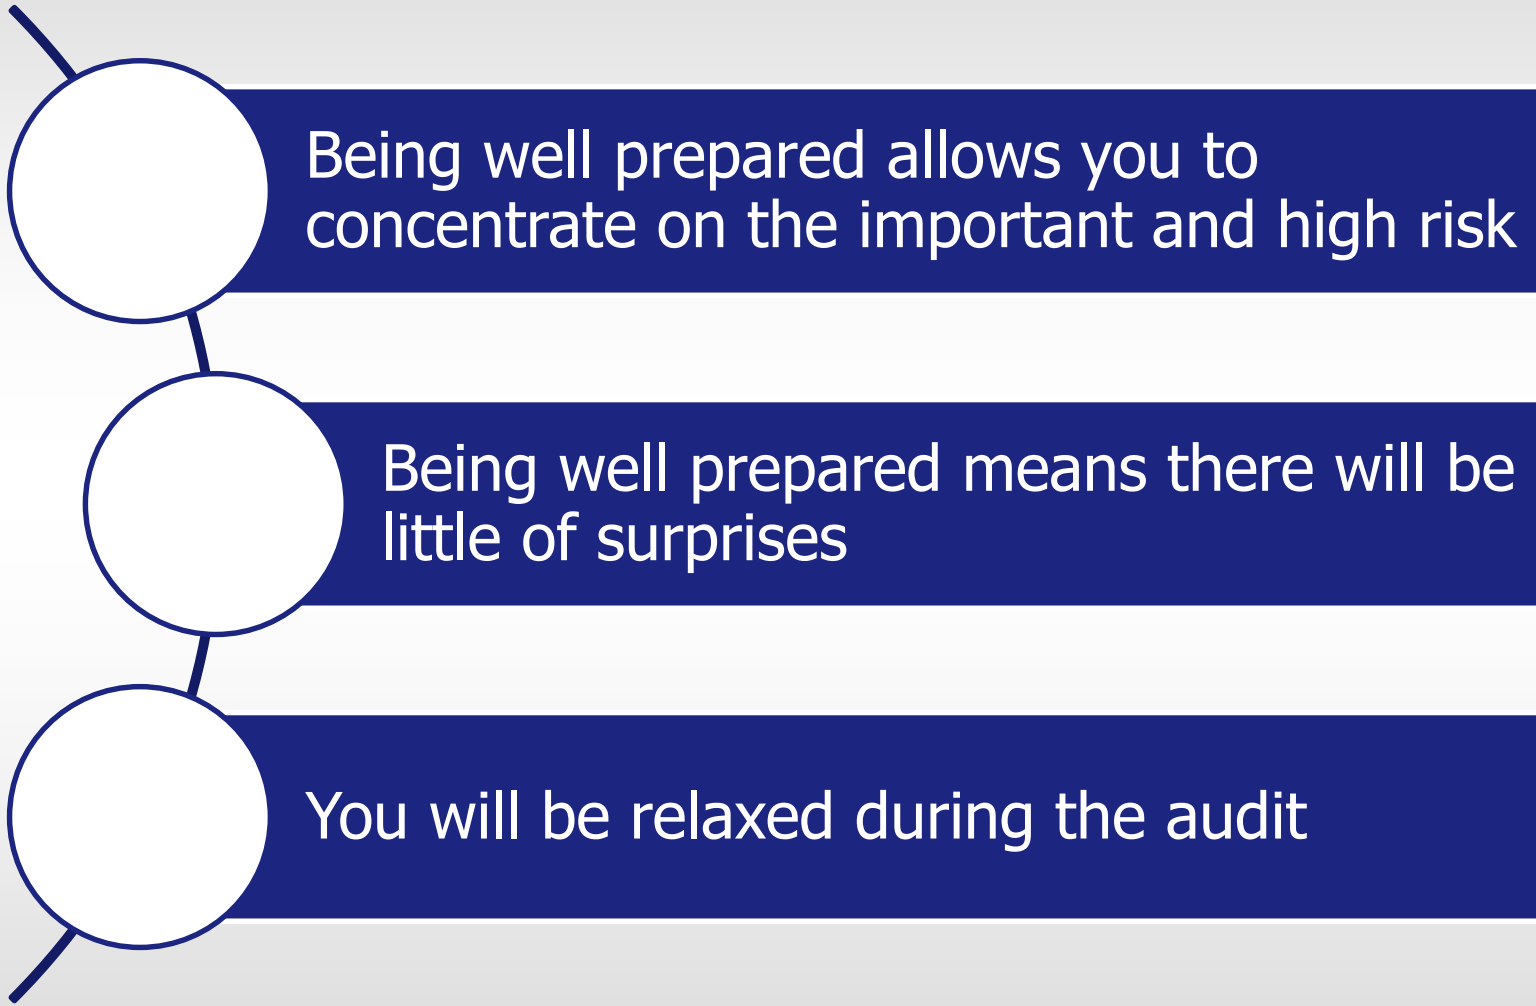 Being well prepared allows you to
concentrate on the important and high risk
Being well prepared means there will be
little of surprises
You will be relaxed during the audit